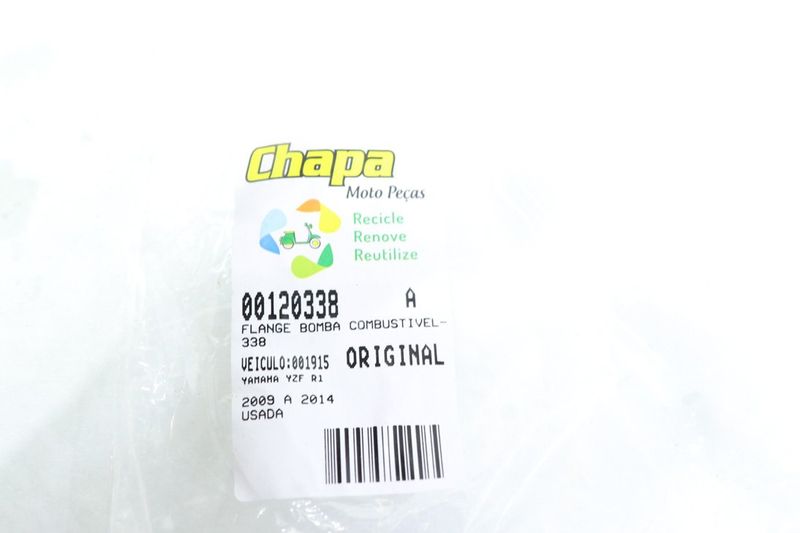 Chapa
Moto Peças
Recicle
Renove
Reutilize
00120338 A
FLANGE BOMBA COMBUSTIVEL-
338
VEICULO:001915 ORIGINAL
YAMAHA YZF R1
2009 A 2014
USADA